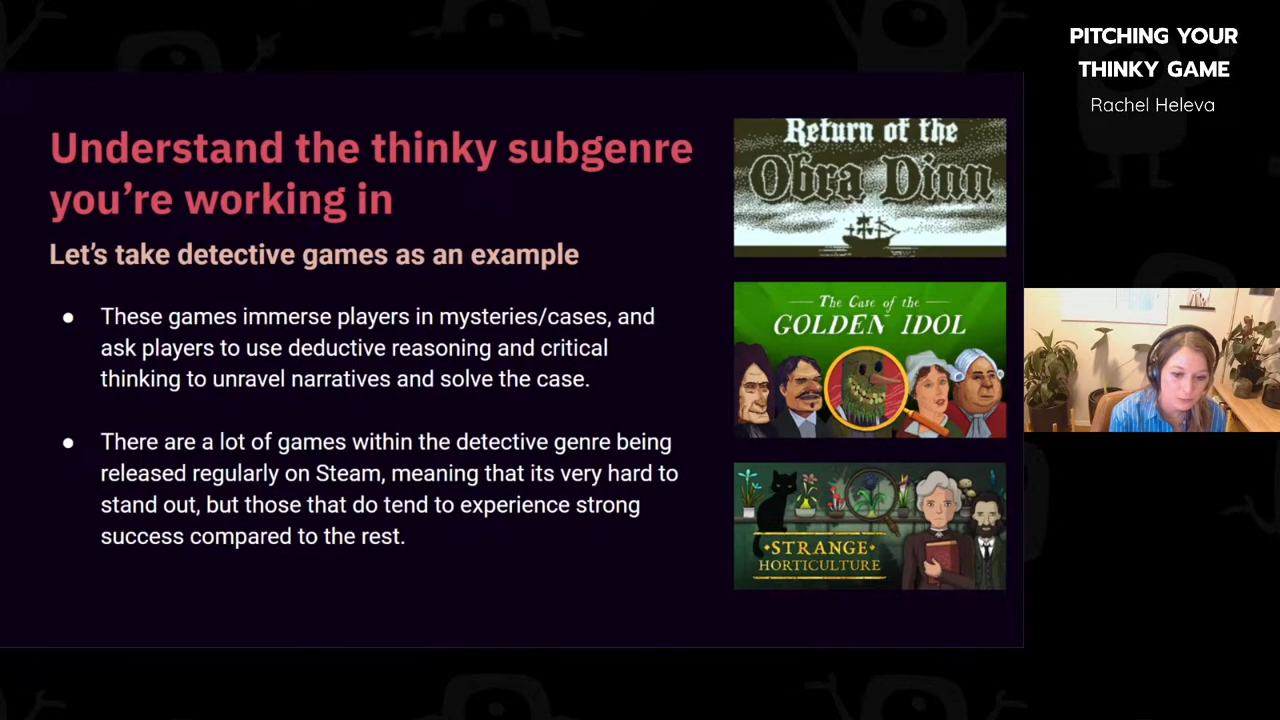 PITCHING YOUR
THINKY GAME
Rachel Heleva
Understand the thinky subgenre
you’re working in
Let’s take detective games as an example
● These games immerse players in mysteries/cases, and
ask players to use deductive reasoning and critical
thinking to unravel narratives and solve the case.
● There are a lot of games within the detective genre being
released regularly on Steam, meaning that its very hard to
stand out, but those that do tend to experience strong
success compared to the rest.
Return of the
Obra Dinn
The Case of the
GOLDEN IDOL
STRANGE
HORTICULTURE